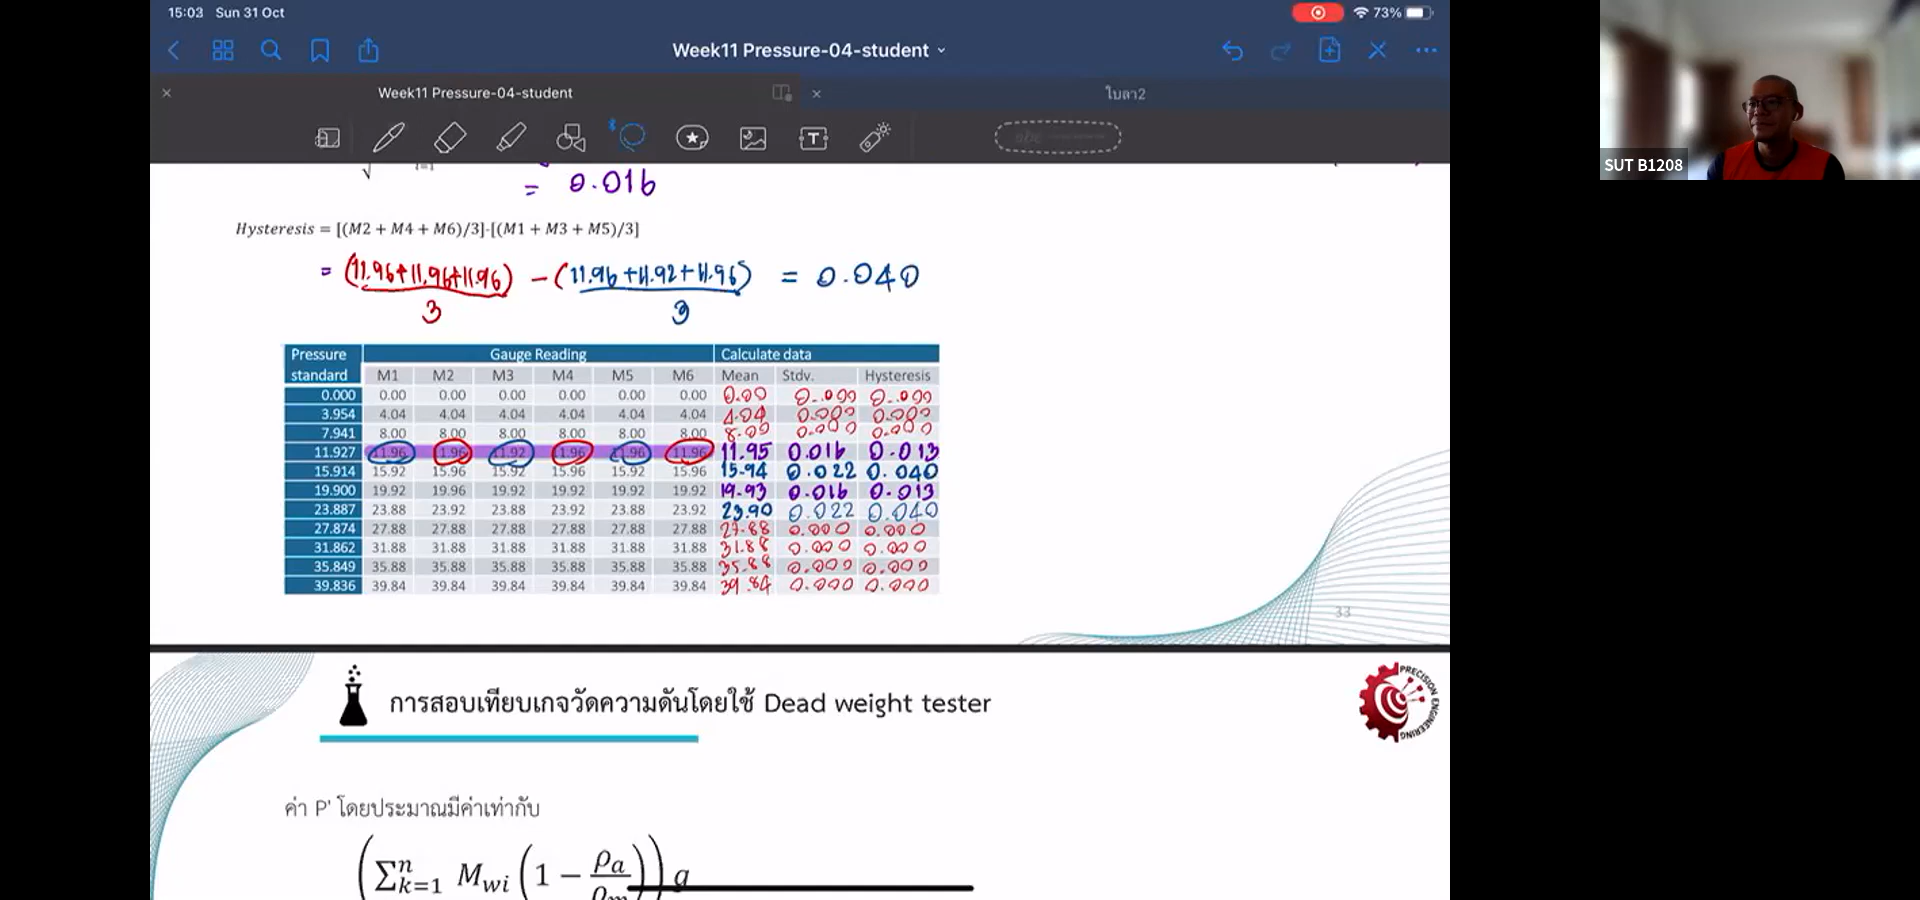 15:03 Sun 31 Oct
73%
Week11 Pressure-04-student
Week11 Pressure-04-student
ใบลา2
SUT B1208
= 0.016
Hysteresis = [(M2 + M4 + M6)/3]-[(M1 + M3 + M5)/3]
= (11.96+11.96+11.96)/3 - (11.96+11.92+11.96)/3 = 0.040
Pressure standard Gauge Reading Calculate data
M1 M2 M3 M4 M5 M6 Mean Stdv. Hysteresis
0.000 0.00 0.00 0.00 0.00 0.00 0.00 0.00 0.000 0.000
3.954 4.04 4.04 4.04 4.04 4.04 4.04 4.04 0.000 0.000
7.941 8.00 8.00 8.00 8.00 8.00 8.00 8.00 0.000 0.000
11.927 11.96 11.96 11.92 11.96 11.96 11.96 11.95 0.016 0.013
15.914 15.92 15.96 15.92 15.96 15.92 15.96 15.94 0.022 0.040
19.900 19.92 19.96 19.92 19.92 19.92 19.92 19.93 0.016 0.013
23.887 23.88 23.92 23.88 23.92 23.88 23.92 23.90 0.022 0.040
27.874 27.88 27.88 27.88 27.88 27.88 27.88 27.88 0.000 0.000
31.862 31.88 31.88 31.88 31.88 31.88 31.88 31.88 0.000 0.000
35.849 35.88 35.88 35.88 35.88 35.88 35.88 35.88 0.000 0.000
39.836 39.84 39.84 39.84 39.84 39.84 39.84 39.84 0.000 0.000
33
การสอบเทียบเกจวัดความดันโดยใช้ Dead weight tester
PRECISION ENGINEERING
ค่า P' โดยประมาณมีค่าเท่ากับ
(∑ⁿₖ₌₁ M_wi (1 − ρ_a/ρ_m)) g